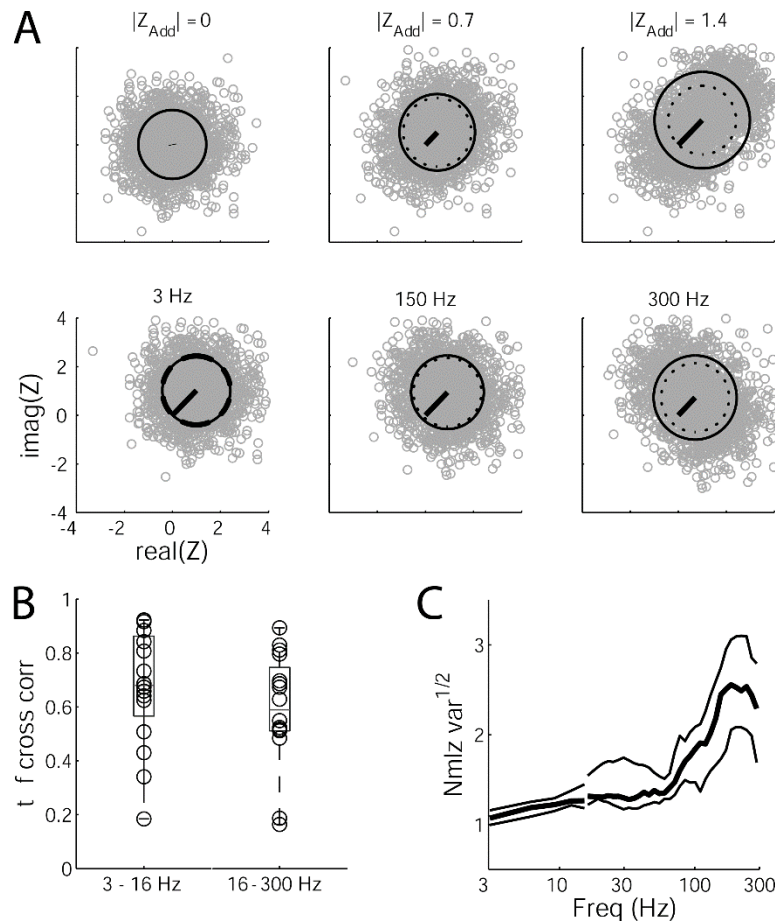 A
|Z_Add| = 0
|Z_Add| = 0.7
|Z_Add| = 1.4
3 Hz
150 Hz
300 Hz
imag(Z)
4
2
0
-2
-4
-4 -2 0 2 4
real(Z)
B
t f cross corr
1
0.8
0.6
0.4
0.2
0
3 - 16 Hz
16 - 300 Hz
C
Nmlz var^1/2
3
2
1
3 10 30 100 300
Freq (Hz)